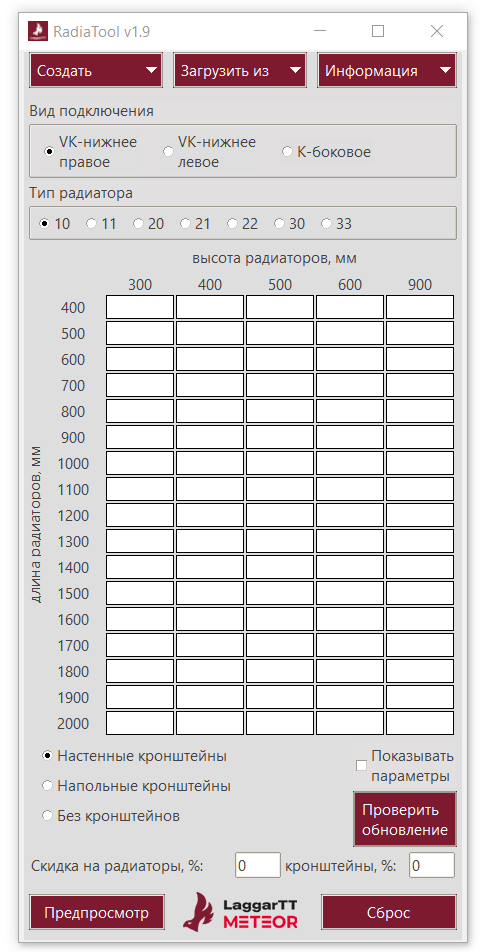 RadiaTool v1.9
Создать Загрузить из Информация
Вид подключения
VK-нижнее
правое
VK-нижнее
левое
К-боковое
Тип радиатора
10 11 20 21 22 30 33
высота радиаторов, мм
300 400 500 600 900
длина радиаторов, мм
400
500
600
700
800
900
1000
1100
1200
1300
1400
1500
1600
1700
1800
1900
2000
Настенные кронштейны
Напольные кронштейны
Без кронштейнов
Показывать
параметры
Проверить
обновление
Скидка на радиаторы, %: 0 кронштейны, %: 0
Предпросмотр
LaggarTT
METEOR
Сброс